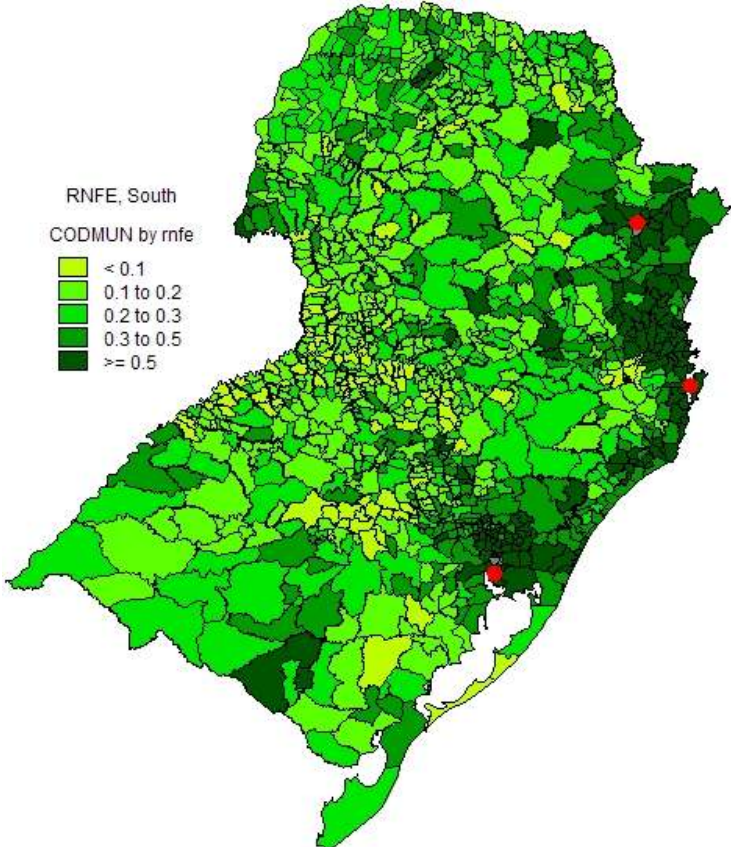 RNFE, South
CODMUN by rnfe
< 0.1
0.1 to 0.2
0.2 to 0.3
0.3 to 0.5
>= 0.5